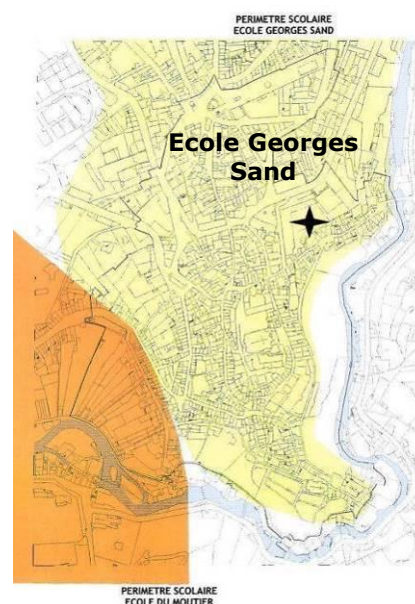 PERIMETRE SCOLAIRE
ECOLE GEORGES SAND
Ecole Georges
Sand
PERIMETRE SCOLAIRE
ECOLE DU MOUTIER